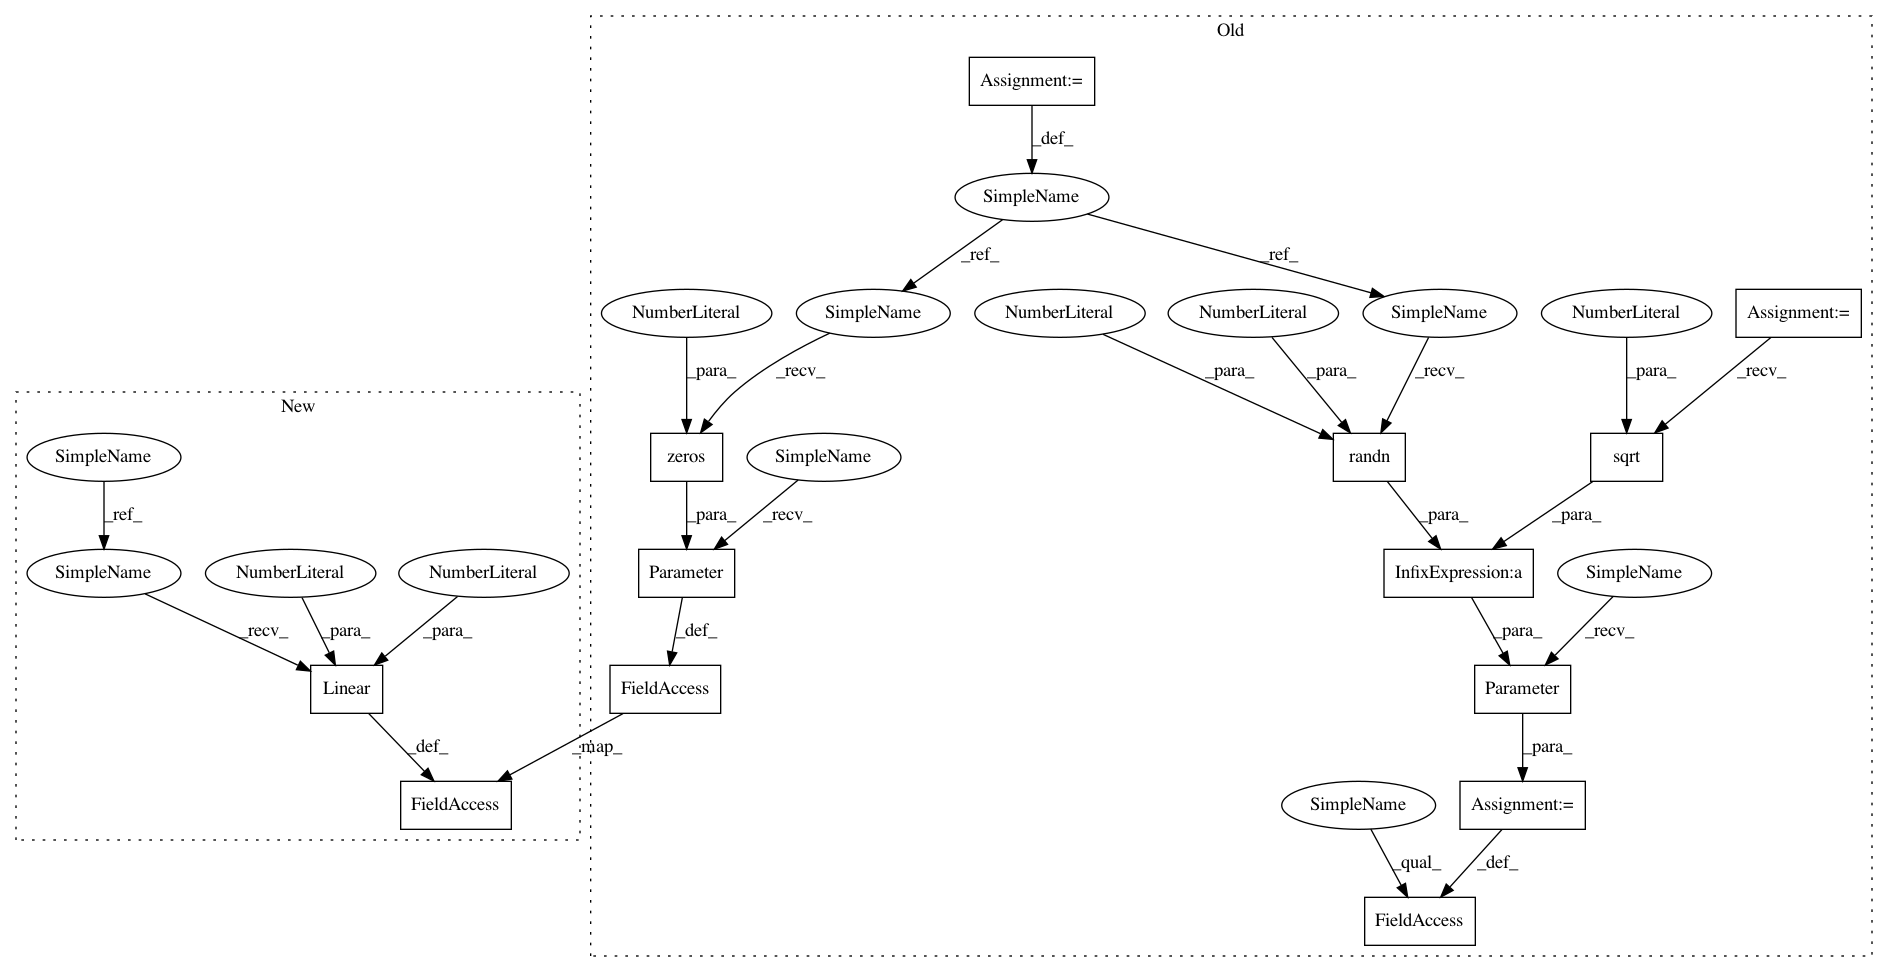 Old
Assignment:=
_def_
SimpleName
_ref_
_ref_
NumberLiteral
SimpleName
NumberLiteral
NumberLiteral
SimpleName
NumberLiteral
Assignment:=
_para_
_recv_
_para_
_para_
_recv_
_para_
_recv_
New
SimpleName
zeros
SimpleName
randn
sqrt
_ref_
_para_
_recv_
_para_
_para_
SimpleName
NumberLiteral
NumberLiteral
Parameter
InfixExpression:a
SimpleName
_recv_
_para_
_para_
_def_
_para_
_recv_
Linear
FieldAccess
Parameter
_def_
_map_
_para_
FieldAccess
SimpleName
Assignment:=
_qual_
_def_
FieldAccess